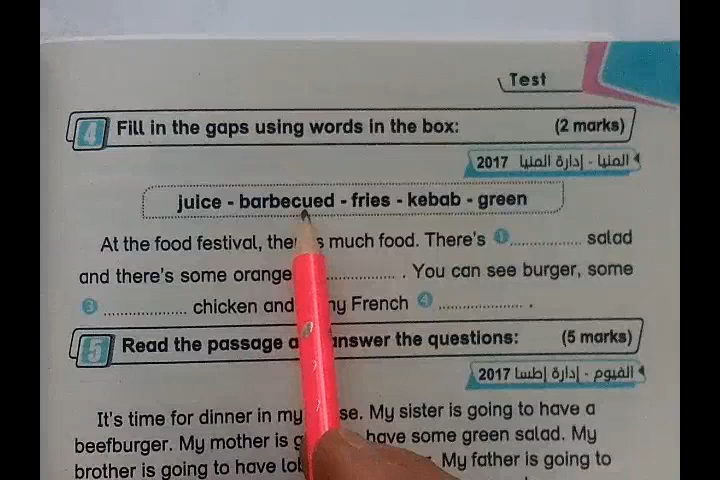 Test
4 Fill in the gaps using words in the box: (2 marks)
المنيا - إدارة المنيا 2017
juice - barbecued - fries - kebab - green
At the food festival, s much food. There's 1 .............. salad
and there's some orange .............. . You can see burger, some
3 ................ chicken and ny French 4 ................ .
5 Read the passage a answer the questions: (5 marks)
الفيوم - إدارة إطسا 2017
It's time for dinner in my se. My sister is going to have a
beefburger. My mother is g have some green salad. My
brother is going to have . My father is going to